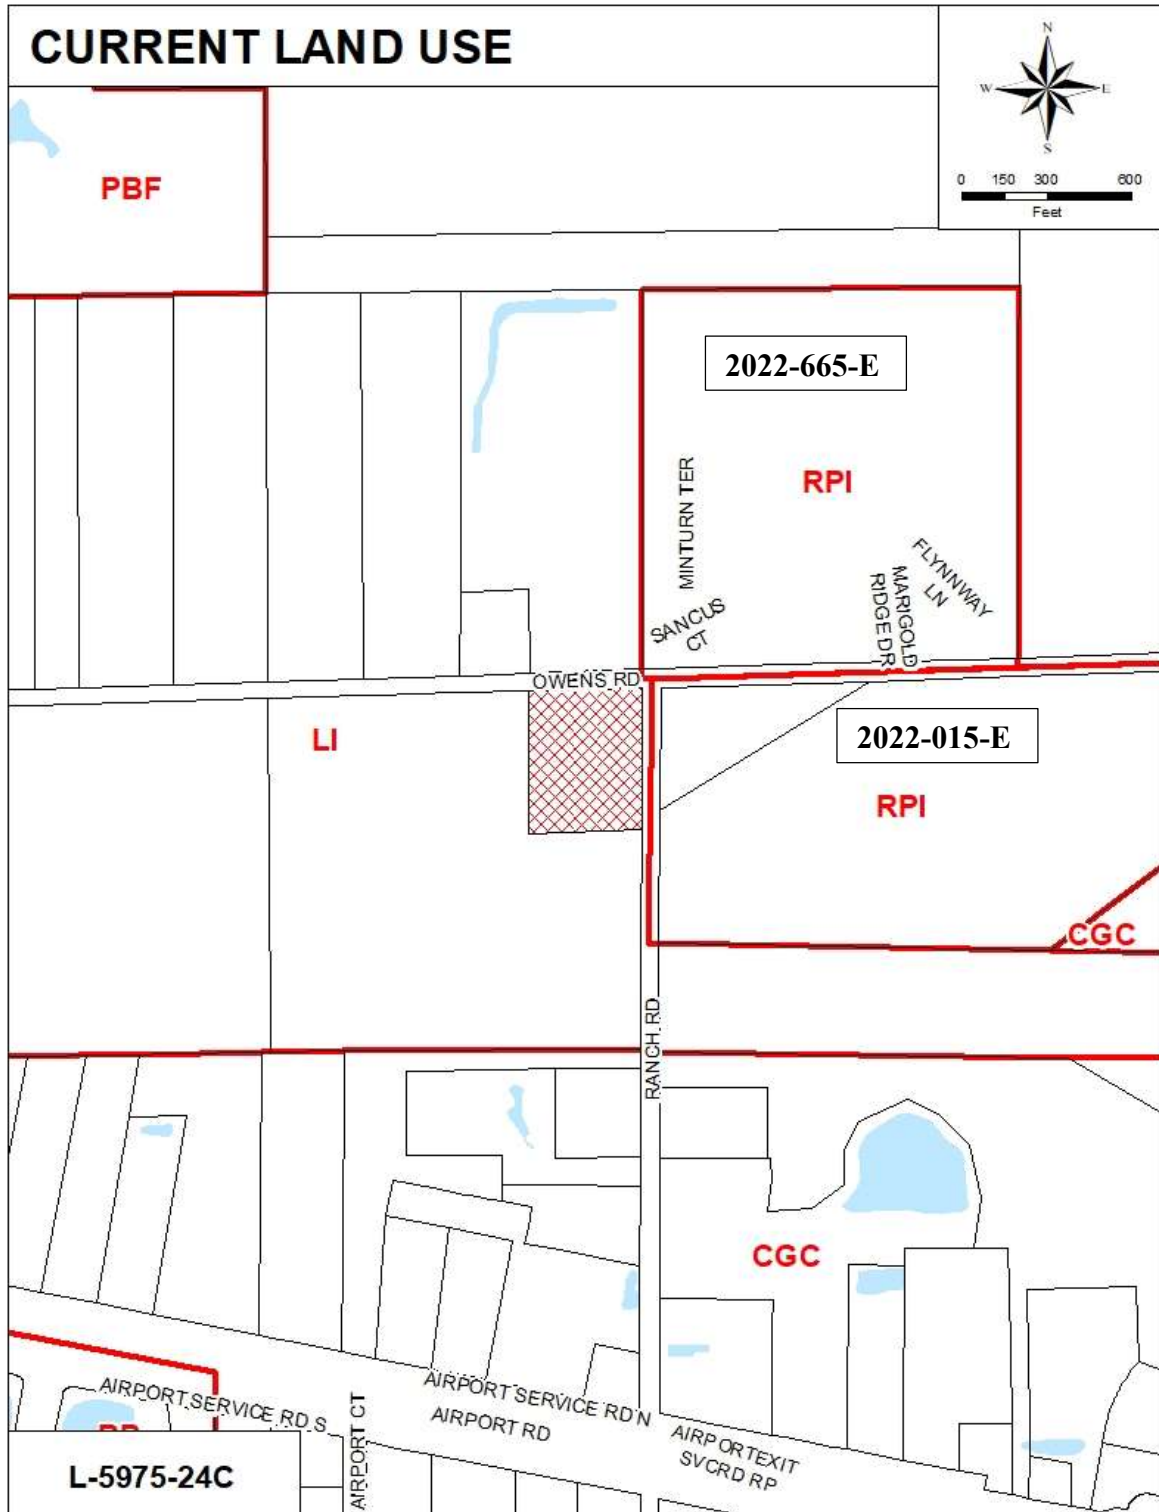 CURRENT LAND USE
N
W E
S
0 150 300 600
Feet
PBF
2022-665-E
RPI
MINTURN TER
SANCUS
CT
MARIGOLD
RIDGE DR
FLYNNWAY
LN
OWENS RD
LI
2022-015-E
RPI
CGC
RANCH RD
CGC
AIRPORT SERVICE RD S
AIRPORT CT
AIRPORT SERVICE RD N
AIRPORT RD
AIRPORTEXIT
SVCRD RP
L-5975-24C